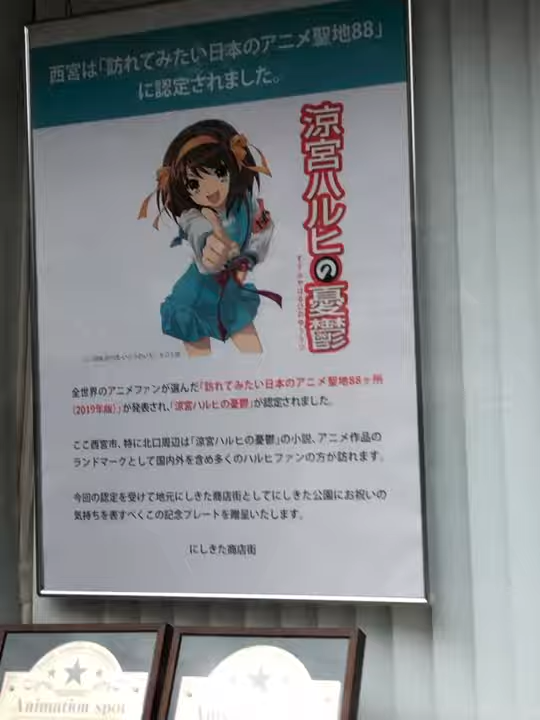 西宮は「訪れてみたい日本のアニメ聖地88」
に認定されました。
涼宮ハルヒの憂鬱
全世界のアニメファンが選んだ「訪れてみたい日本のアニメ聖地88ヶ所
(2019年版)」が発表され、「涼宮ハルヒの憂鬱」が認定されました。
ここ西宮市、特に北口周辺は「涼宮ハルヒの憂鬱」の小説、アニメ作品の
ランドマークとして国内外を含め多くのハルヒファンの方が訪れます。
今回の認定を受けて地元にしきた商店街としてにしきた公園にお祝いの
気持ちを表すべくこの記念プレートを贈呈いたします。
にしきた商店街
Animation spot